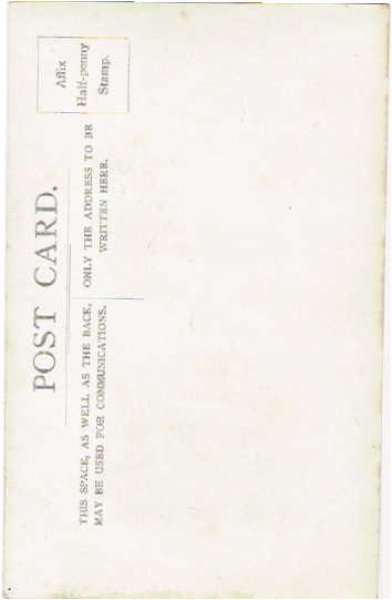 POST CARD.
Affix
Half-penny
Stamp.
THIS SPACE, AS WELL AS THE BACK,
MAY BE USED FOR COMMUNICATIONS.
ONLY THE ADDRESS TO BE
WRITTEN HERE.